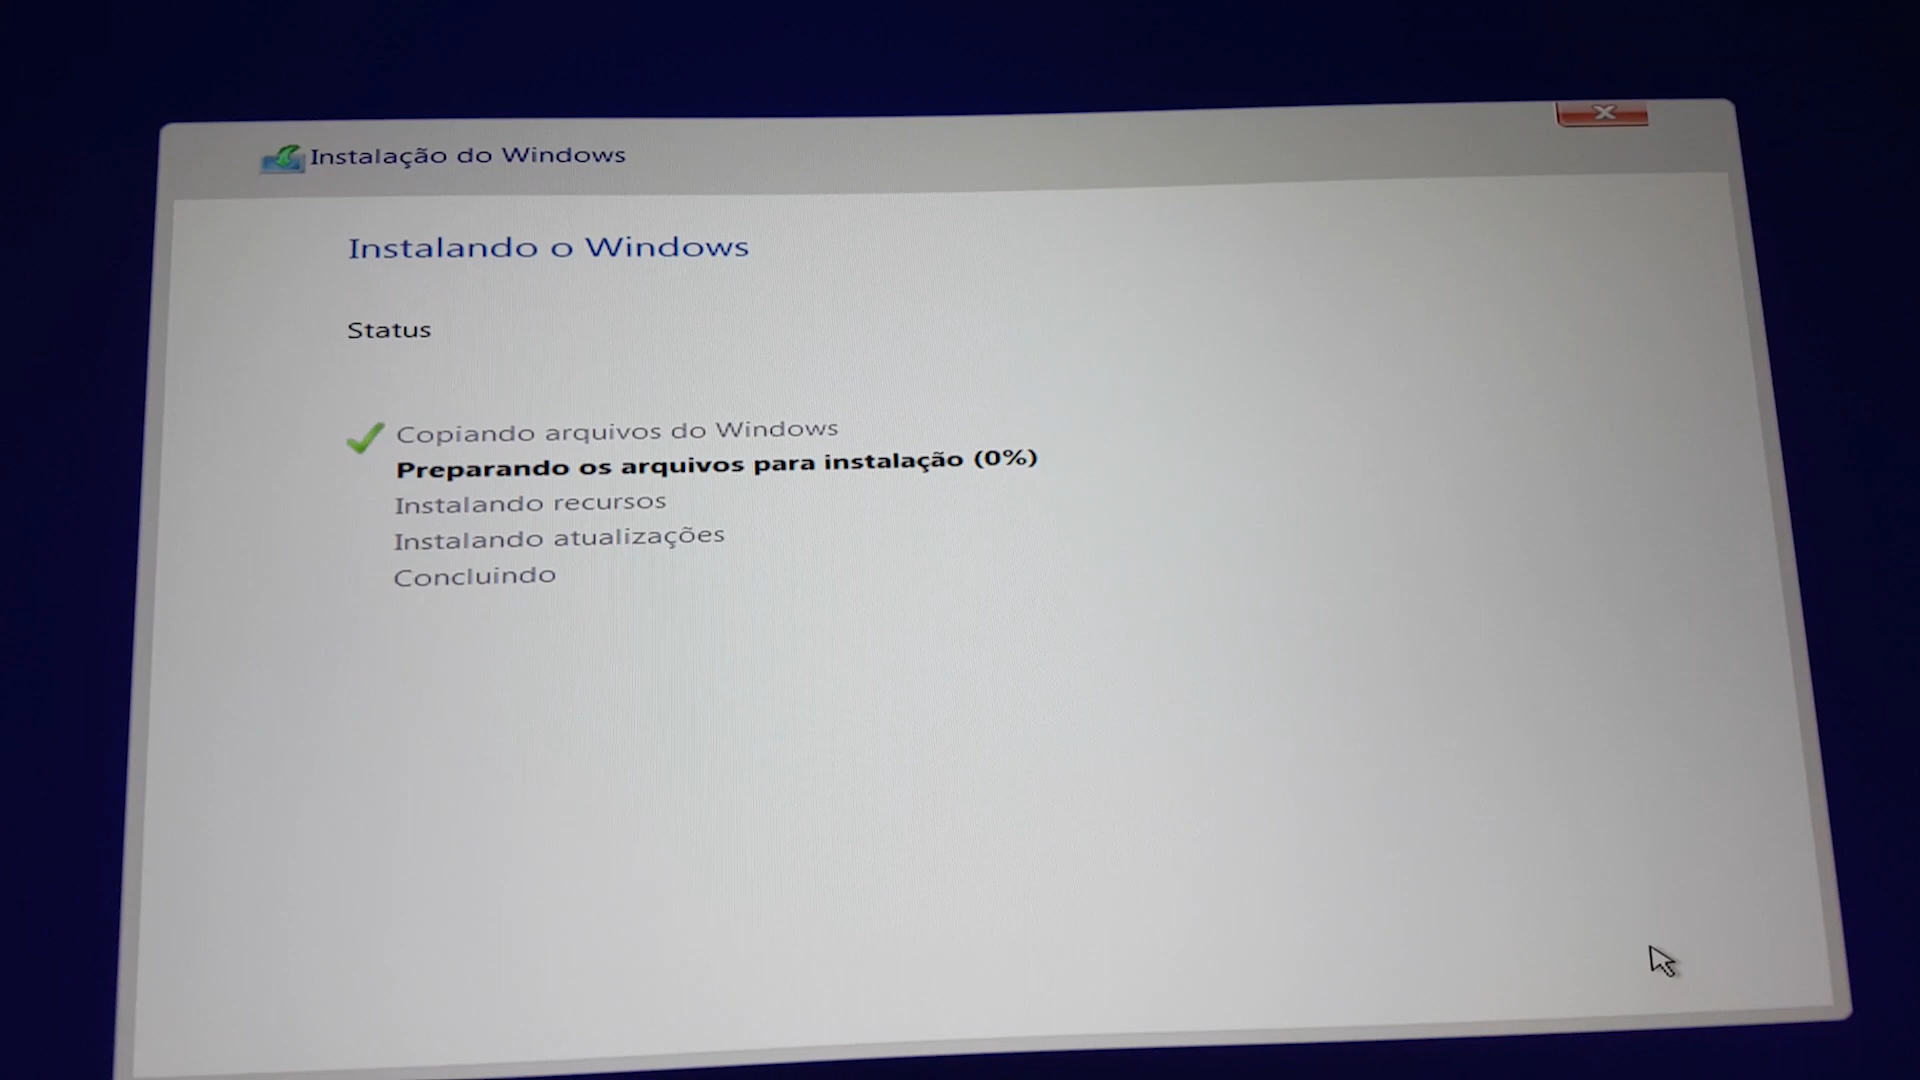 Instalação do Windows
Instalando o Windows
Status
Copiando arquivos do Windows
Preparando os arquivos para instalação (0%)
Instalando recursos
Instalando atualizações
Concluindo